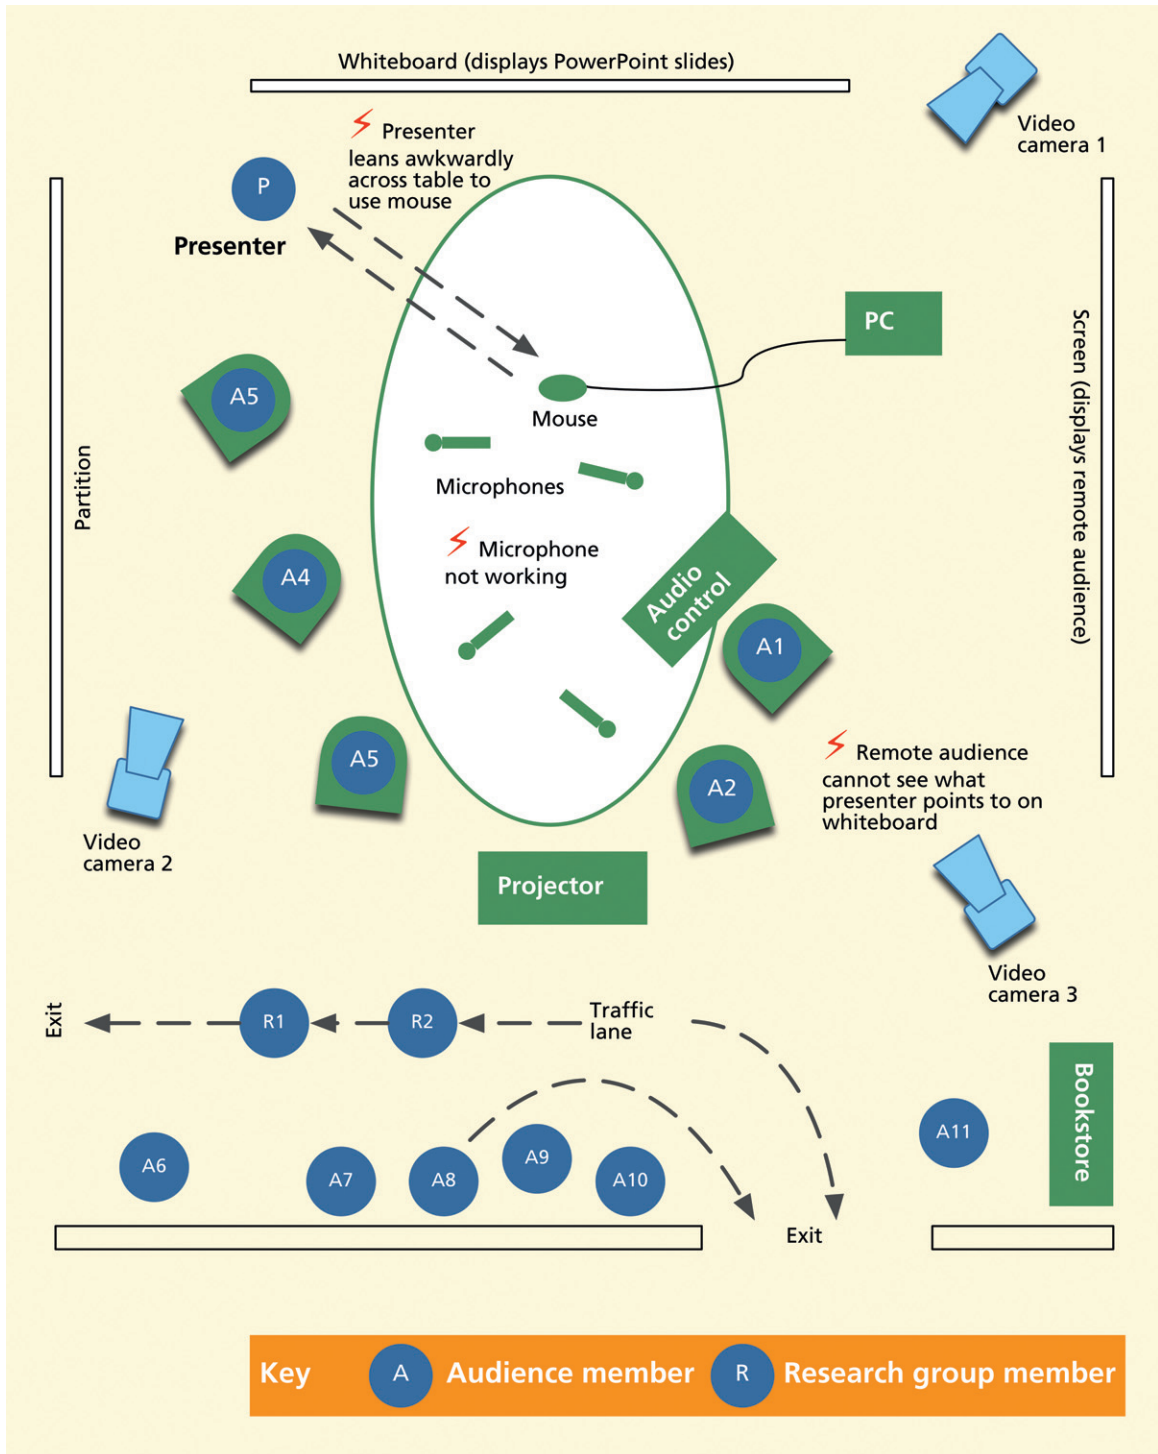 Whiteboard (displays PowerPoint slides)
Video
camera 1
Presenter
leans awkwardly
across table to
use mouse
P
Presenter
PC
Screen (displays remote audience)
Partition
A5
Mouse
Microphones
Microphone
not working
Audio
control
A4
A1
A5
A2
Remote audience
cannot see what
presenter points to on
whiteboard
Video
camera 2
Projector
Video
camera 3
Exit
R1
R2
Traffic
lane
Bookstore
A6
A7
A8
A9
A10
A11
Exit
Key
A
Audience member
R
Research group member